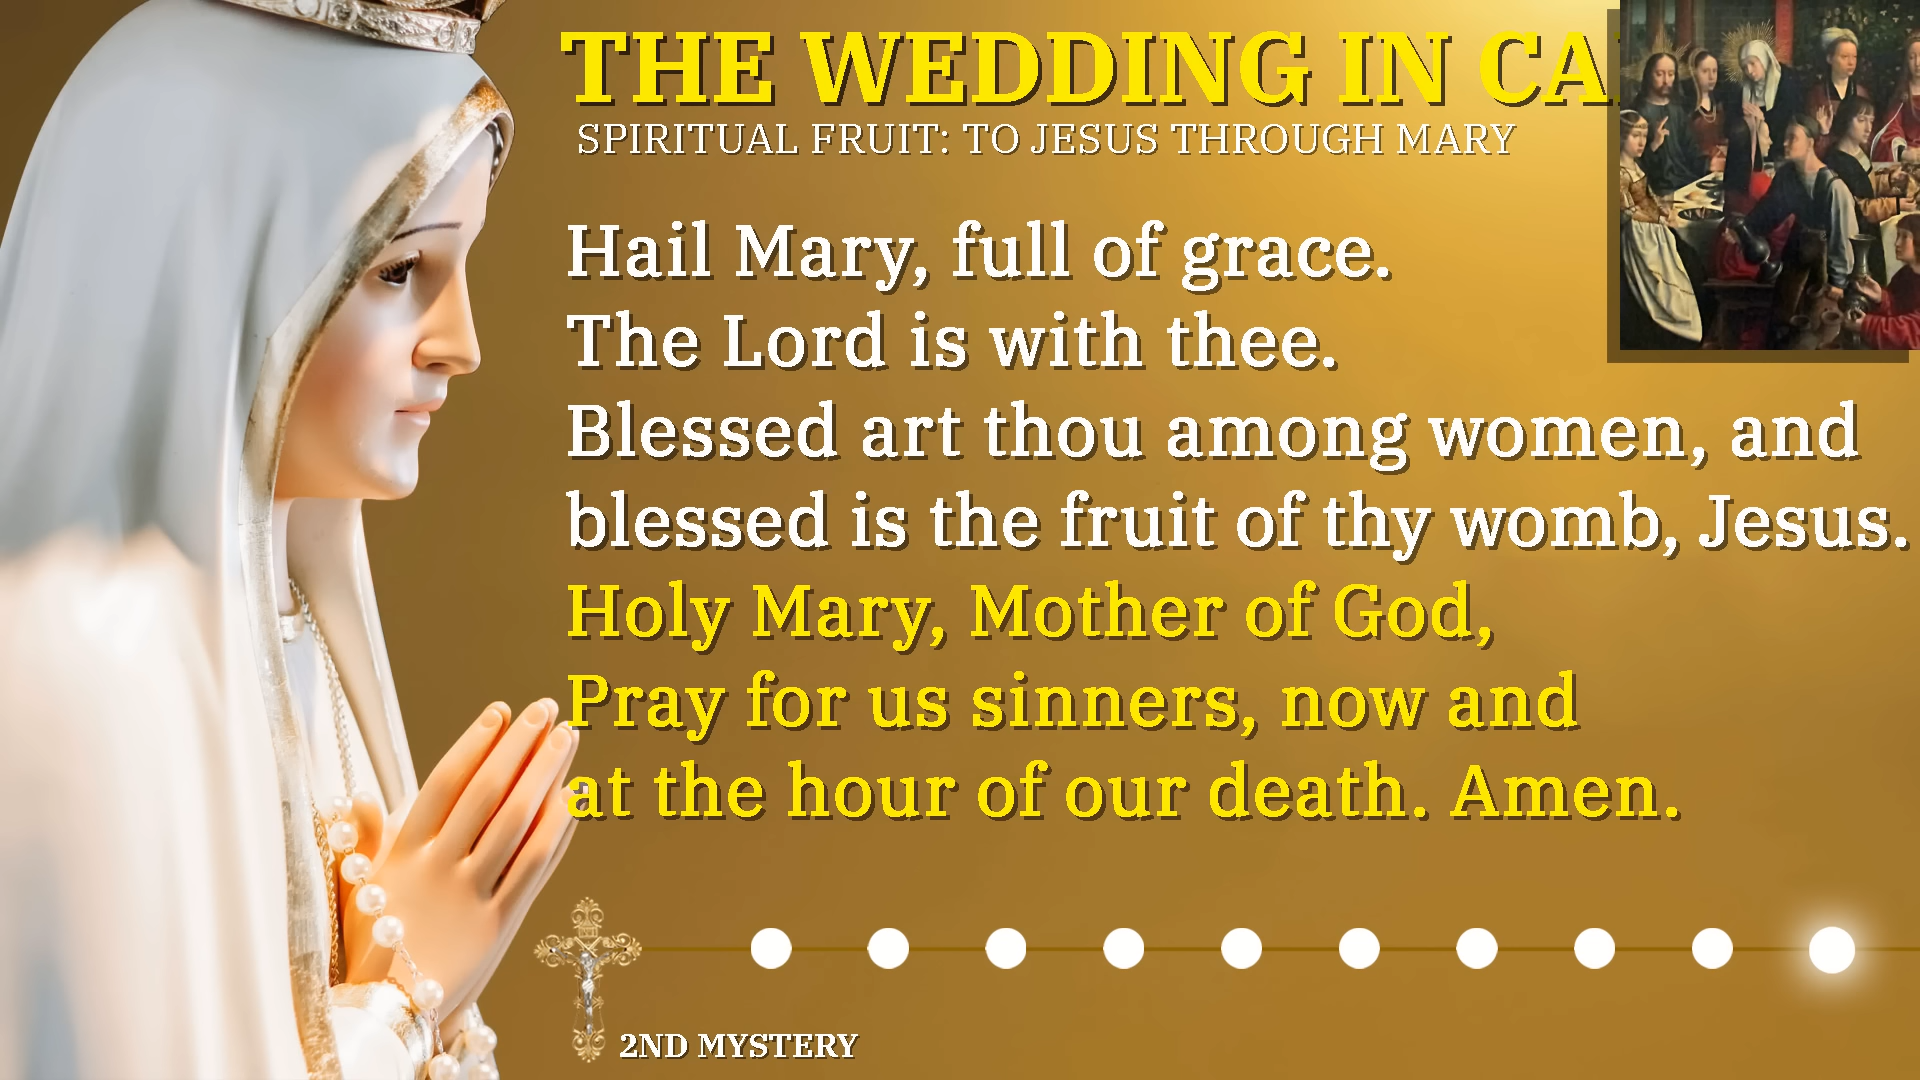 THE WEDDING IN CA
SPIRITUAL FRUIT: TO JESUS THROUGH MARY
Hail Mary, full of grace.
The Lord is with thee.
Blessed art thou among women, and
blessed is the fruit of thy womb, Jesus.
Holy Mary, Mother of God,
Pray for us sinners, now and
at the hour of our death. Amen.
2ND MYSTERY